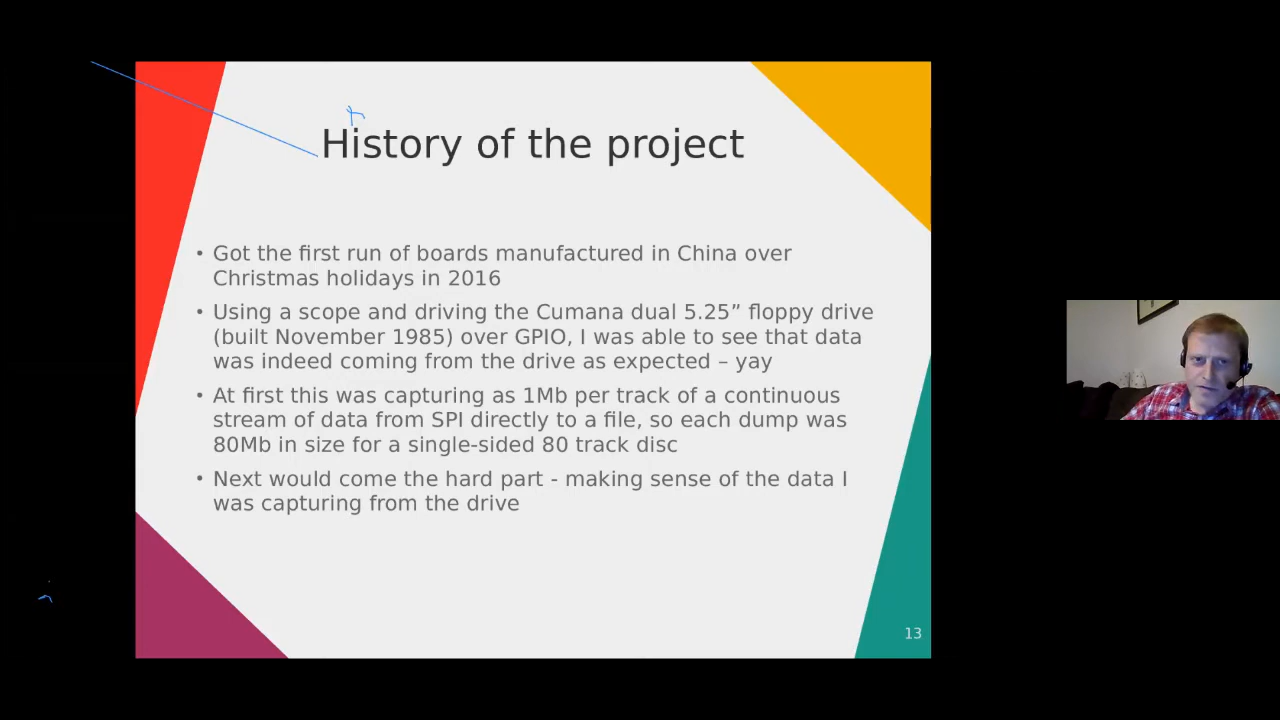 History of the project
• Got the first run of boards manufactured in China over
Christmas holidays in 2016
• Using a scope and driving the Cumana dual 5.25” floppy drive
(built November 1985) over GPIO, I was able to see that data
was indeed coming from the drive as expected – yay
• At first this was capturing as 1Mb per track of a continuous
stream of data from SPI directly to a file, so each dump was
80Mb in size for a single-sided 80 track disc
• Next would come the hard part - making sense of the data I
was capturing from the drive
13